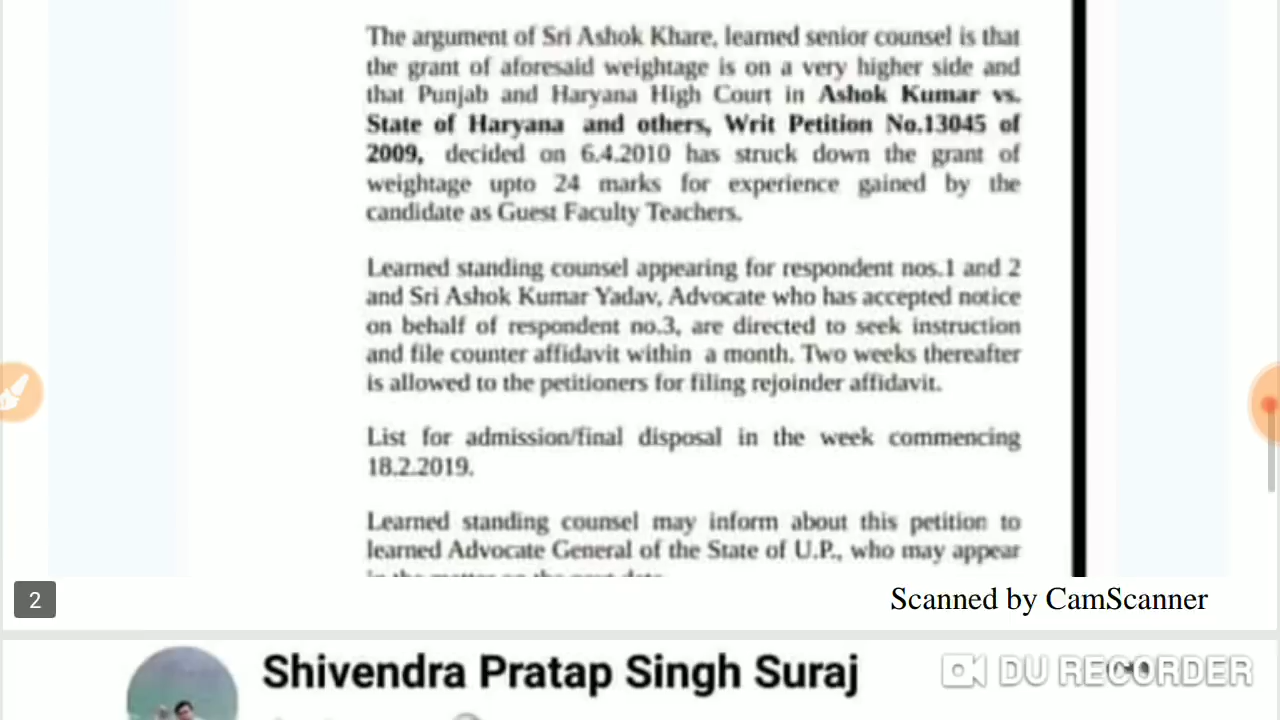 The argument of Sri Ashok Khare, learned senior counsel is that
the grant of aforesaid weightage is on a very higher side and
that Punjab and Haryana High Court in Ashok Kumar vs.
State of Haryana and others, Writ Petition No.13045 of
2009, decided on 6.4.2010 has struck down the grant of
weightage upto 24 marks for experience gained by the
candidate as Guest Faculty Teachers.
Learned standing counsel appearing for respondent nos.1 and 2
and Sri Ashok Kumar Yadav, Advocate who has accepted notice
on behalf of respondent no.3, are directed to seek instruction
and file counter affidavit within a month. Two weeks thereafter
is allowed to the petitioners for filing rejoinder affidavit.
List for admission/final disposal in the week commencing
18.2.2019.
Learned standing counsel may inform about this petition to
learned Advocate General of the State of U.P., who may appear
2
Scanned by CamScanner
Shivendra Pratap Singh Suraj
DU RECORDER